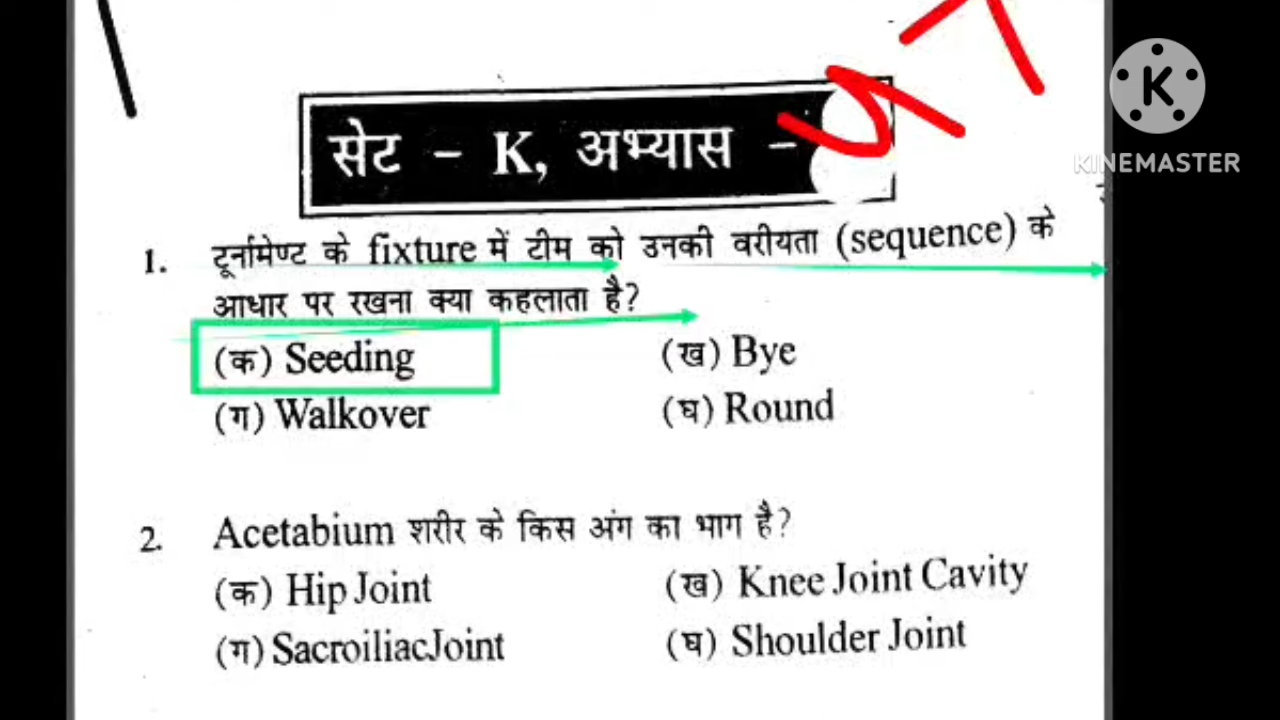 K
KINEMASTER
सेट - K, अभ्यास -
1. टूर्नामेण्ट के fixture में टीम को उनकी वरीयता (sequence) के
आधार पर रखना क्या कहलाता है?
(क) Seeding (ख) Bye
(ग) Walkover (घ) Round
2. Acetabium शरीर के किस अंग का भाग है?
(क) Hip Joint (ख) Knee Joint Cavity
(ग) SacroiliacJoint (घ) Shoulder Joint